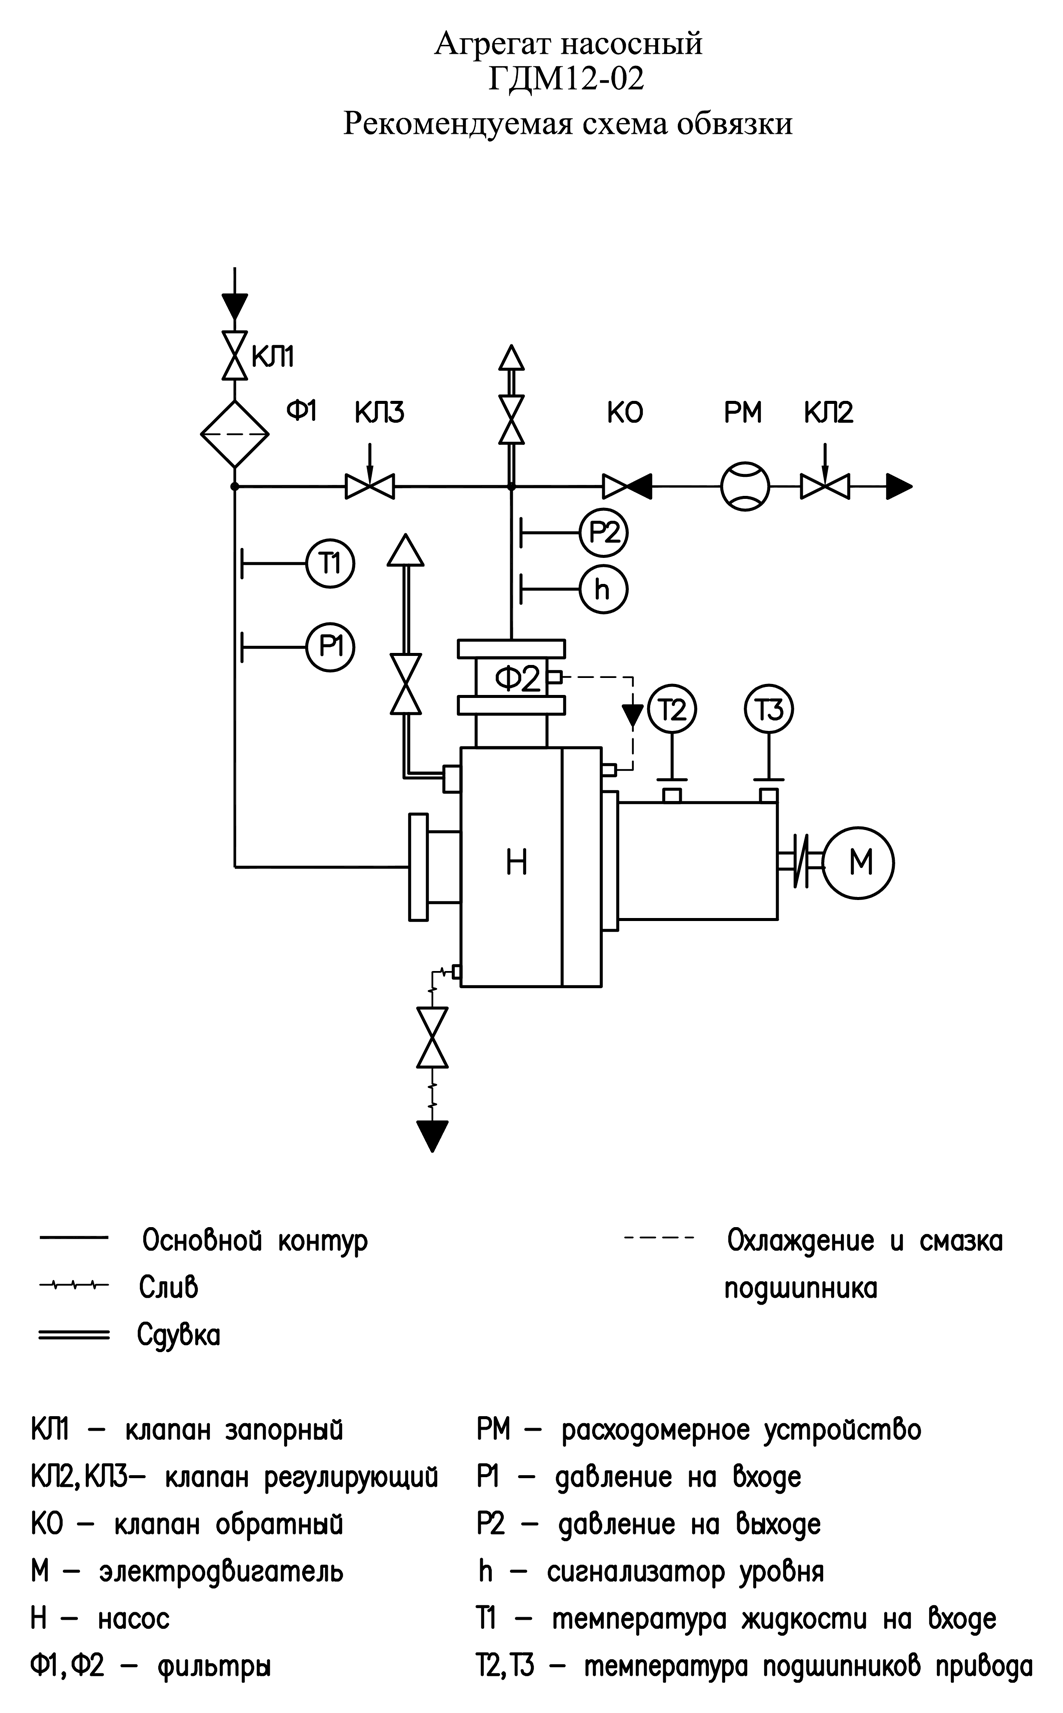 Агрегат насосный
ГДМ12-02
Рекомендуемая схема обвязки
КЛ1
Ф1 КЛ3 КО РМ КЛ2
Р2
Т1
h
Р1
Ф2
Т2 Т3
Н М
Основной контур
Слив
Сдувка
Охлаждение и смазка
подшипника
КЛ1 – клапан запорный
КЛ2,КЛ3– клапан регулирующий
КО – клапан обратный
М – электродвигатель
Н – насос
Ф1,Ф2 – фильтры
РМ – расходомерное устройство
Р1 – давление на входе
Р2 – давление на выходе
h – сигнализатор уровня
Т1 – температура жидкости на входе
Т2,Т3 – температура подшипников привода